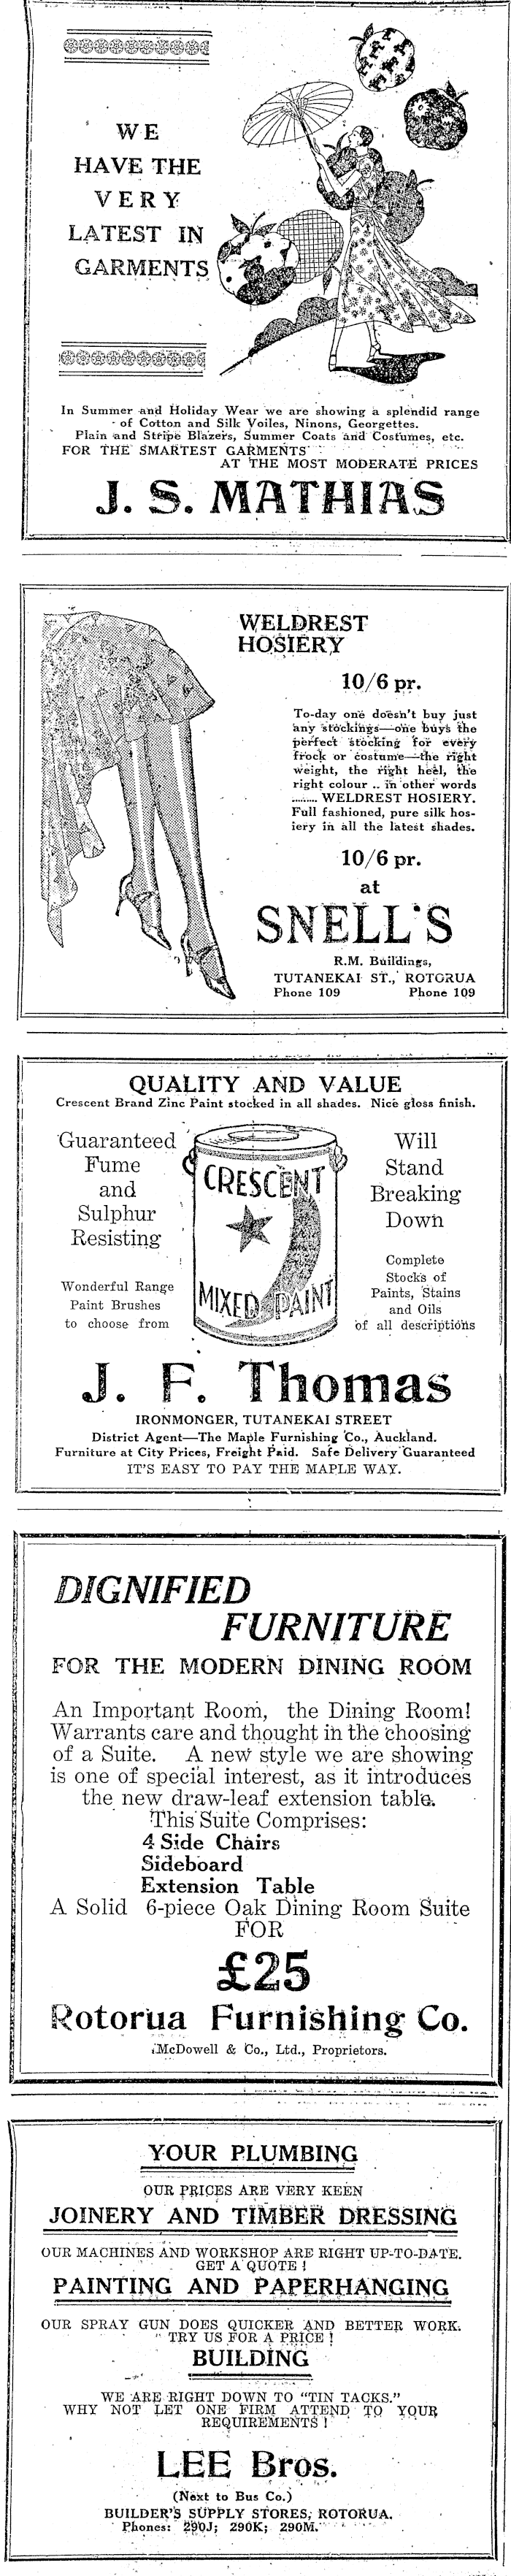 WE
HAVE THE
VERY
LATEST IN
GARMENTS
In Summer and Holiday Wear we are showing a splendid range
of Cotton and Silk Voiles, Ninons, Georgettes.
Plain and Stripe Blazers, Summer Coats and Costumes, etc.
FOR THE SMARTEST GARMENTS
AT THE MOST MODERATE PRICES
J. S. MATHIAS
WELDREST
HOSIERY
10/6 pr.
To-day one doesn't buy just
any stockings—one buys the
perfect stocking for every
frock or costume—the right
weight, the right heel, the
right colour .. in other words
........ WELDREST HOSIERY.
Full fashioned, pure silk hos-
iery in all the latest shades.
10/6 pr.
at
SNELL'S
R.M. Buildings,
TUTANEKAI ST., ROTORUA
Phone 109 Phone 109
QUALITY AND VALUE
Crescent Brand Zinc Paint stocked in all shades. Nice gloss finish.
Guaranteed
Fume
and
Sulphur
Resisting
Wonderful Range
Paint Brushes
to choose from
CRESCENT
MIXED PAINT
Will
Stand
Breaking
Down
Complete
Stocks of
Paints, Stains
and Oils
of all descriptions
J. F. Thomas
IRONMONGER, TUTANEKAI STREET
District Agent—The Maple Furnishing Co., Auckland.
Furniture at City Prices, Freight Paid. Safe Delivery Guaranteed
IT'S EASY TO PAY THE MAPLE WAY.
DIGNIFIED
FURNITURE
FOR THE MODERN DINING ROOM
An Important Room, the Dining Room!
Warrants care and thought in the choosing
of a Suite. A new style we are showing
is one of special interest, as it introduces
the new draw-leaf extension table.
This Suite Comprises:
4 Side Chairs
Sideboard
Extension Table
A Solid 6-piece Oak Dining Room Suite
FOR
£25
Rotorua Furnishing Co.
McDowell & Co., Ltd., Proprietors.
YOUR PLUMBING
OUR PRICES ARE VERY KEEN
JOINERY AND TIMBER DRESSING
OUR MACHINES AND WORKSHOP ARE RIGHT UP-TO-DATE.
GET A QUOTE !
PAINTING AND PAPERHANGING
OUR SPRAY GUN DOES QUICKER AND BETTER WORK.
TRY US FOR A PRICE !
BUILDING
WE ARE RIGHT DOWN TO "TIN TACKS."
WHY NOT LET ONE FIRM ATTEND TO YOUR
REQUIREMENTS !
LEE Bros.
(Next to Bus Co.)
BUILDER'S SUPPLY STORES, ROTORUA.
Phones: 290J; 290K; 290M.